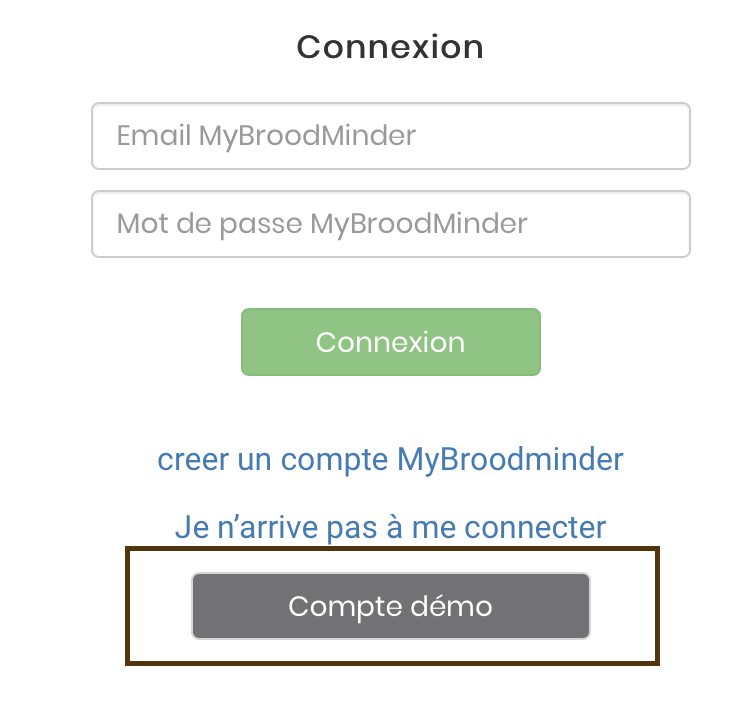 Connexion
Email MyBroodMinder
Mot de passe MyBroodMinder
Connexion
creer un compte MyBroodminder
Je n’arrive pas à me connecter
Compte démo